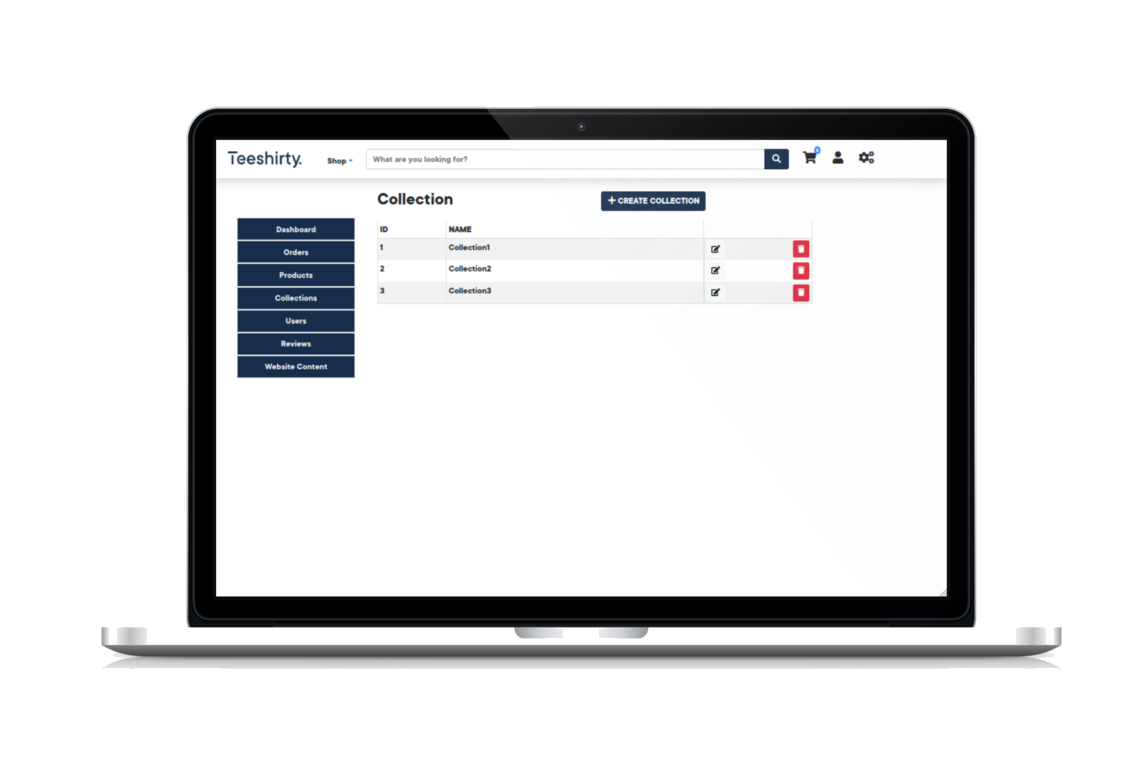 Teeshirty.
Shop
What are you looking for?
Collection
CREATE COLLECTION
Dashboard
Orders
Products
Collections
Users
Reviews
Website Content
ID NAME
1 Collection1
2 Collection2
3 Collection3